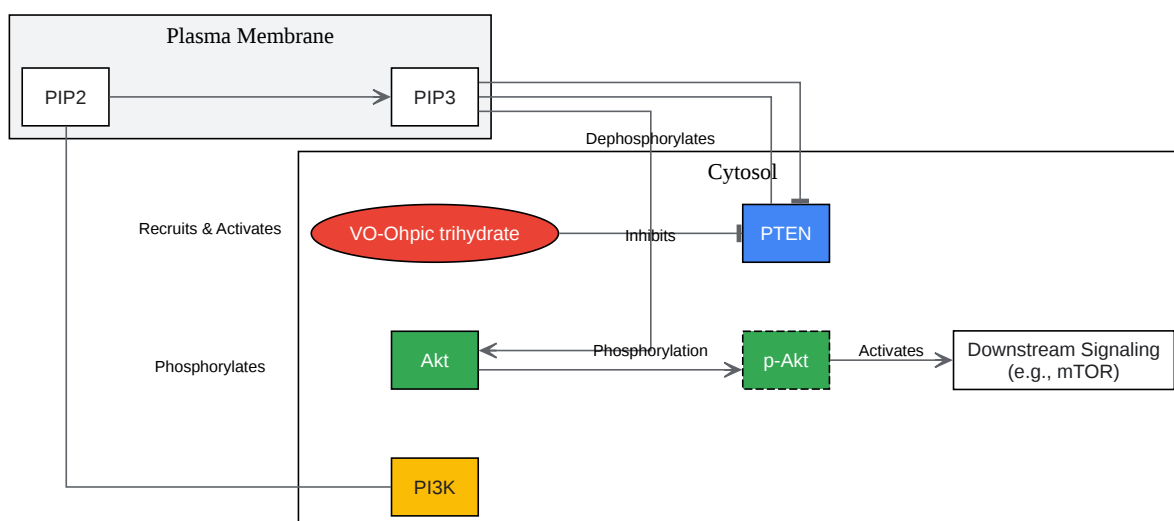 Plasma Membrane
PIP2
PIP3
Dephosphorylates
Cytosol
Recruits & Activates
VO-Ohpic trihydrate
Inhibits
PTEN
Akt
Phosphorylation
p-Akt
Activates
Downstream Signaling
(e.g., mTOR)
Phosphorylates
PI3K